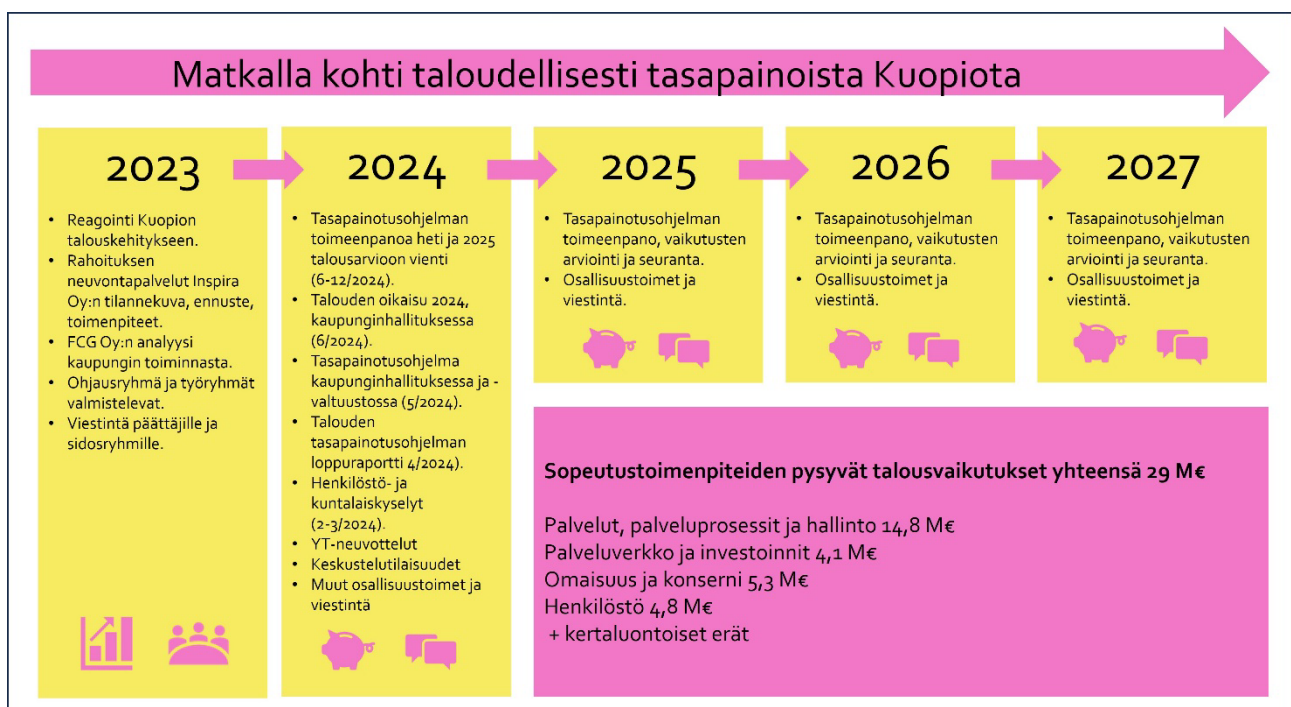 Matkalla kohti taloudellisesti tasapainoista Kuopiota
2023
• Reagointi Kuopion
talouskehitykseen.
• Rahoituksen
neuvontapalvelut Inspira
Oy:n tilannekuva, ennuste,
toimenpiteet.
• FCG Oy:n analyysi
kaupungin toiminnasta.
• Ohjausryhmä ja työryhmät
valmistelevat.
• Viestintä päättäjille ja
sidosryhmille.
2024
• Tasapainotusohjelman
toimeenpanoa heti ja 2025
talousarvioon vienti
(6-12/2024).
• Talouden oikaisu 2024,
kaupunginhallituksessa
(6/2024).
• Tasapainotusohjelma
kaupunginhallituksessa ja -
valtuustossa (5/2024).
• Talouden
tasapainotusohjelman
loppuraportti 4/2024).
• Henkilöstö- ja
kuntalaiskyselyt
(2-3/2024).
• YT-neuvottelut
• Keskustelutilaisuudet
• Muut osallisuustoimet ja
viestintä
2025
• Tasapainotusohjelman
toimeenpano, vaikutusten
arviointi ja seuranta.
• Osallisuustoimet ja
viestintä.
2026
• Tasapainotusohjelman
toimeenpano, vaikutusten
arviointi ja seuranta.
• Osallisuustoimet ja
viestintä.
2027
• Tasapainotusohjelman
toimeenpano, vaikutusten
arviointi ja seuranta.
• Osallisuustoimet ja
viestintä.
Sopeutustoimenpiteiden pysyvät talousvaikutukset yhteensä 29 M€
Palvelut, palveluprosessit ja hallinto 14,8 M€
Palveluverkko ja investoinnit 4,1 M€
Omaisuus ja konserni 5,3 M€
Henkilöstö 4,8 M€
+ kertaluontoiset erät